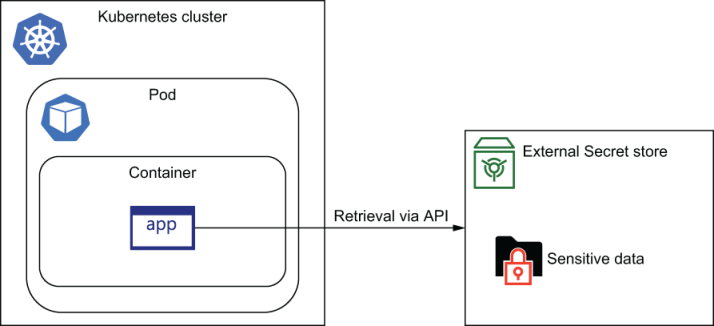 Kubernetes cluster
Pod
Container
app
Retrieval via API
External Secret store
Sensitive data